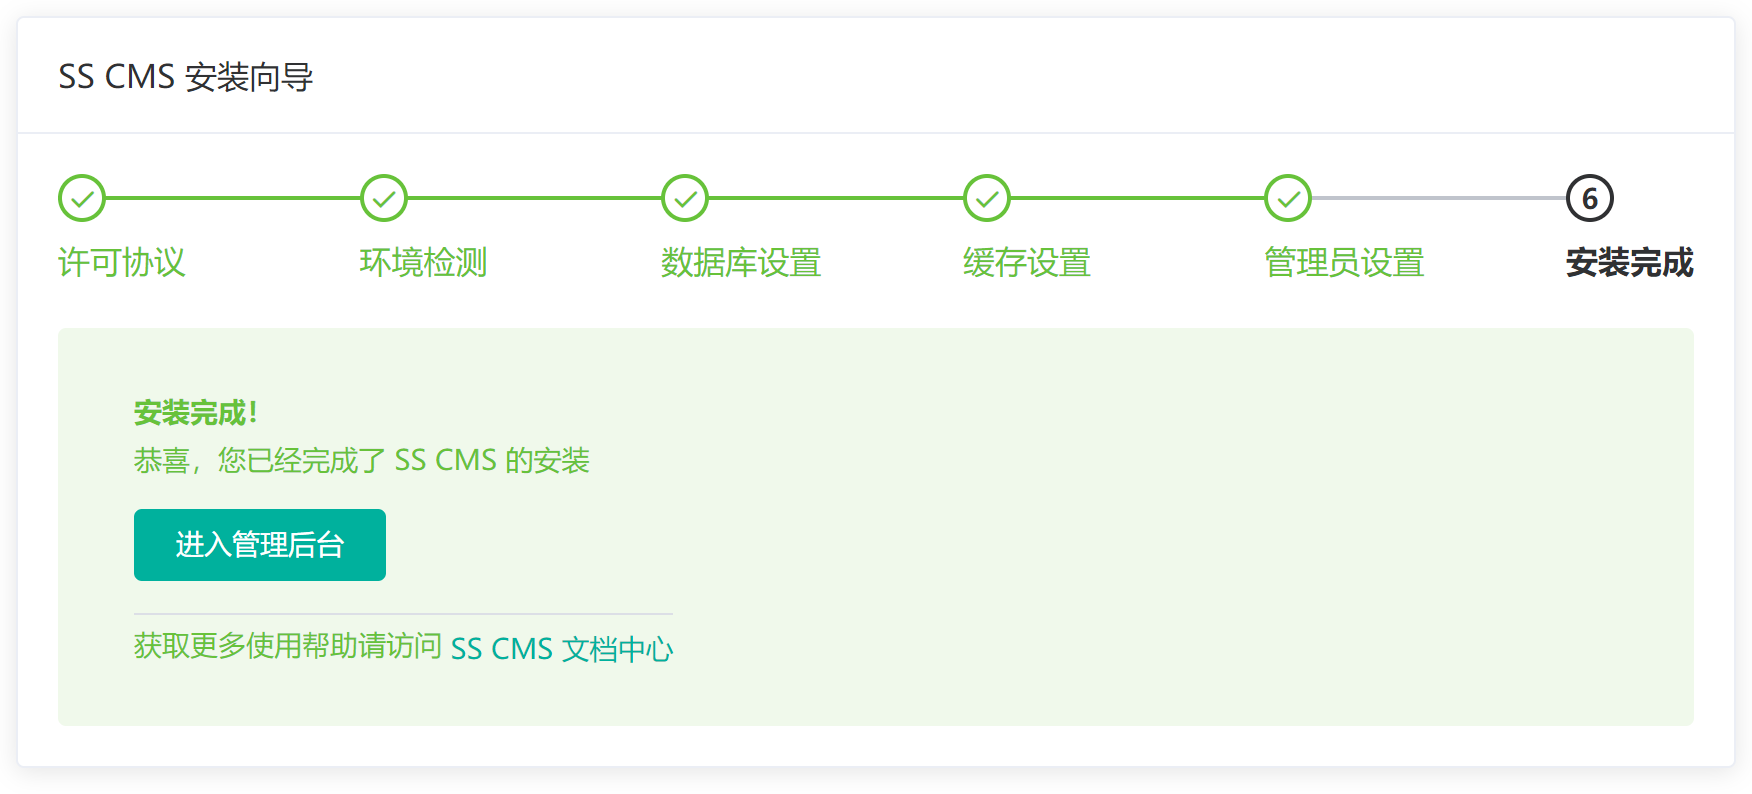 SS CMS 安装向导
6
许可协议 环境检测 数据库设置 缓存设置 管理员设置 安装完成
安装完成！
恭喜，您已经完成了 SS CMS 的安装
进入管理后台
获取更多使用帮助请访问 SS CMS 文档中心